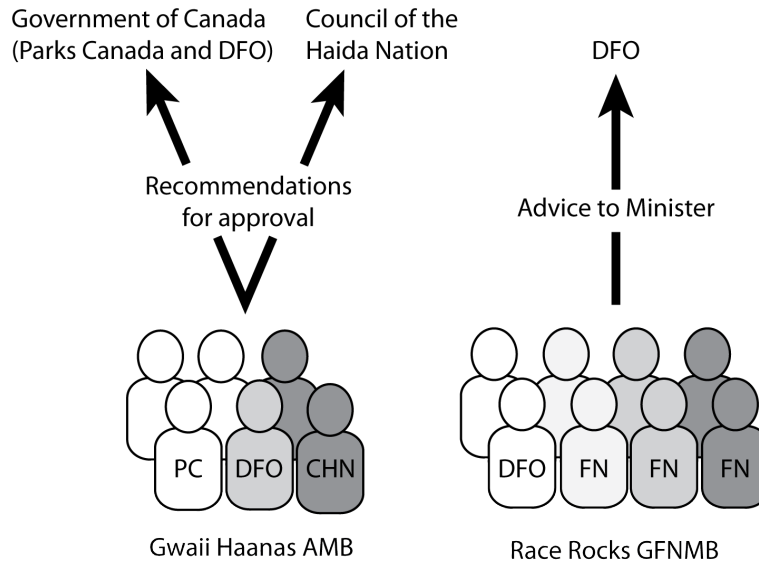 Government of Canada
(Parks Canada and DFO)
Council of the
Haida Nation
DFO
Recommendations
for approval
Advice to Minister
PC
DFO
CHN
DFO
FN
FN
FN
Gwaii Haanas AMB
Race Rocks GFNMB